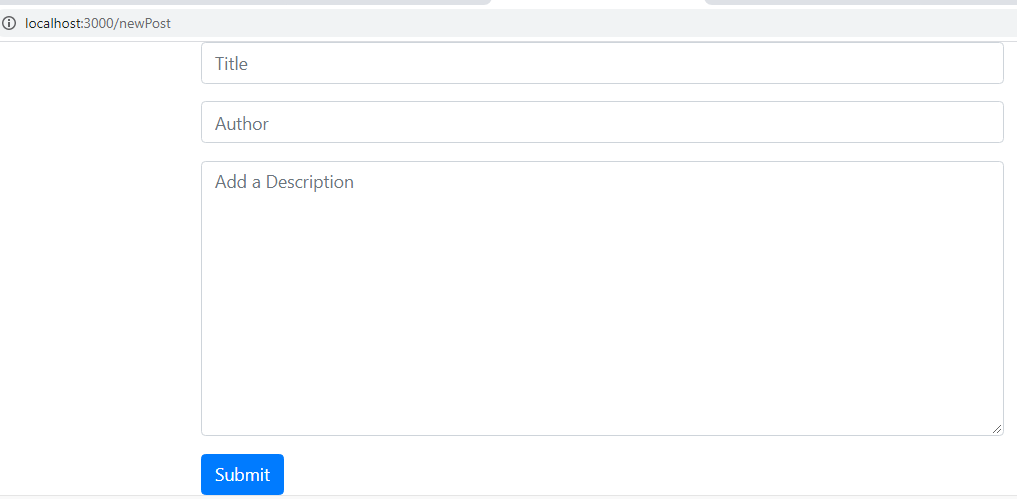 localhost:3000/newPost
Title
Author
Add a Description
Submit